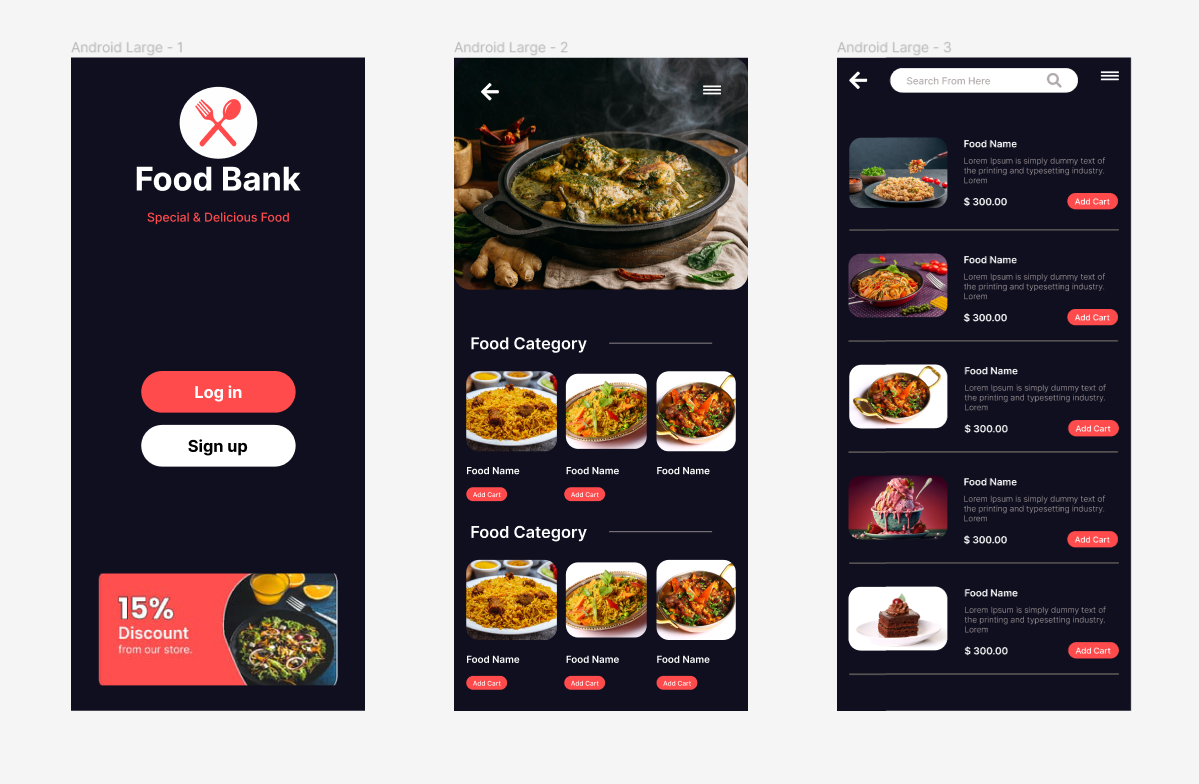 Android Large - 1
Food Bank
Special & Delicious Food
Log in
Sign up
15%
Discount
from our store.
Android Large - 2
Food Category
Food Name
Food Name
Food Name
Add Cart
Add Cart
Food Category
Food Name
Food Name
Food Name
Add Cart
Add Cart
Add Cart
Android Large - 3
Search From Here
Food Name
Lorem Ipsum is simply dummy text of
the printing and typesetting industry.
Lorem
$ 300.00
Add Cart
Food Name
Lorem Ipsum is simply dummy text of
the printing and typesetting industry.
Lorem
$ 300.00
Add Cart
Food Name
Lorem Ipsum is simply dummy text of
the printing and typesetting industry.
Lorem
$ 300.00
Add Cart
Food Name
Lorem Ipsum is simply dummy text of
the printing and typesetting industry.
Lorem
$ 300.00
Add Cart
Food Name
Lorem Ipsum is simply dummy text of
the printing and typesetting industry.
Lorem
$ 300.00
Add Cart